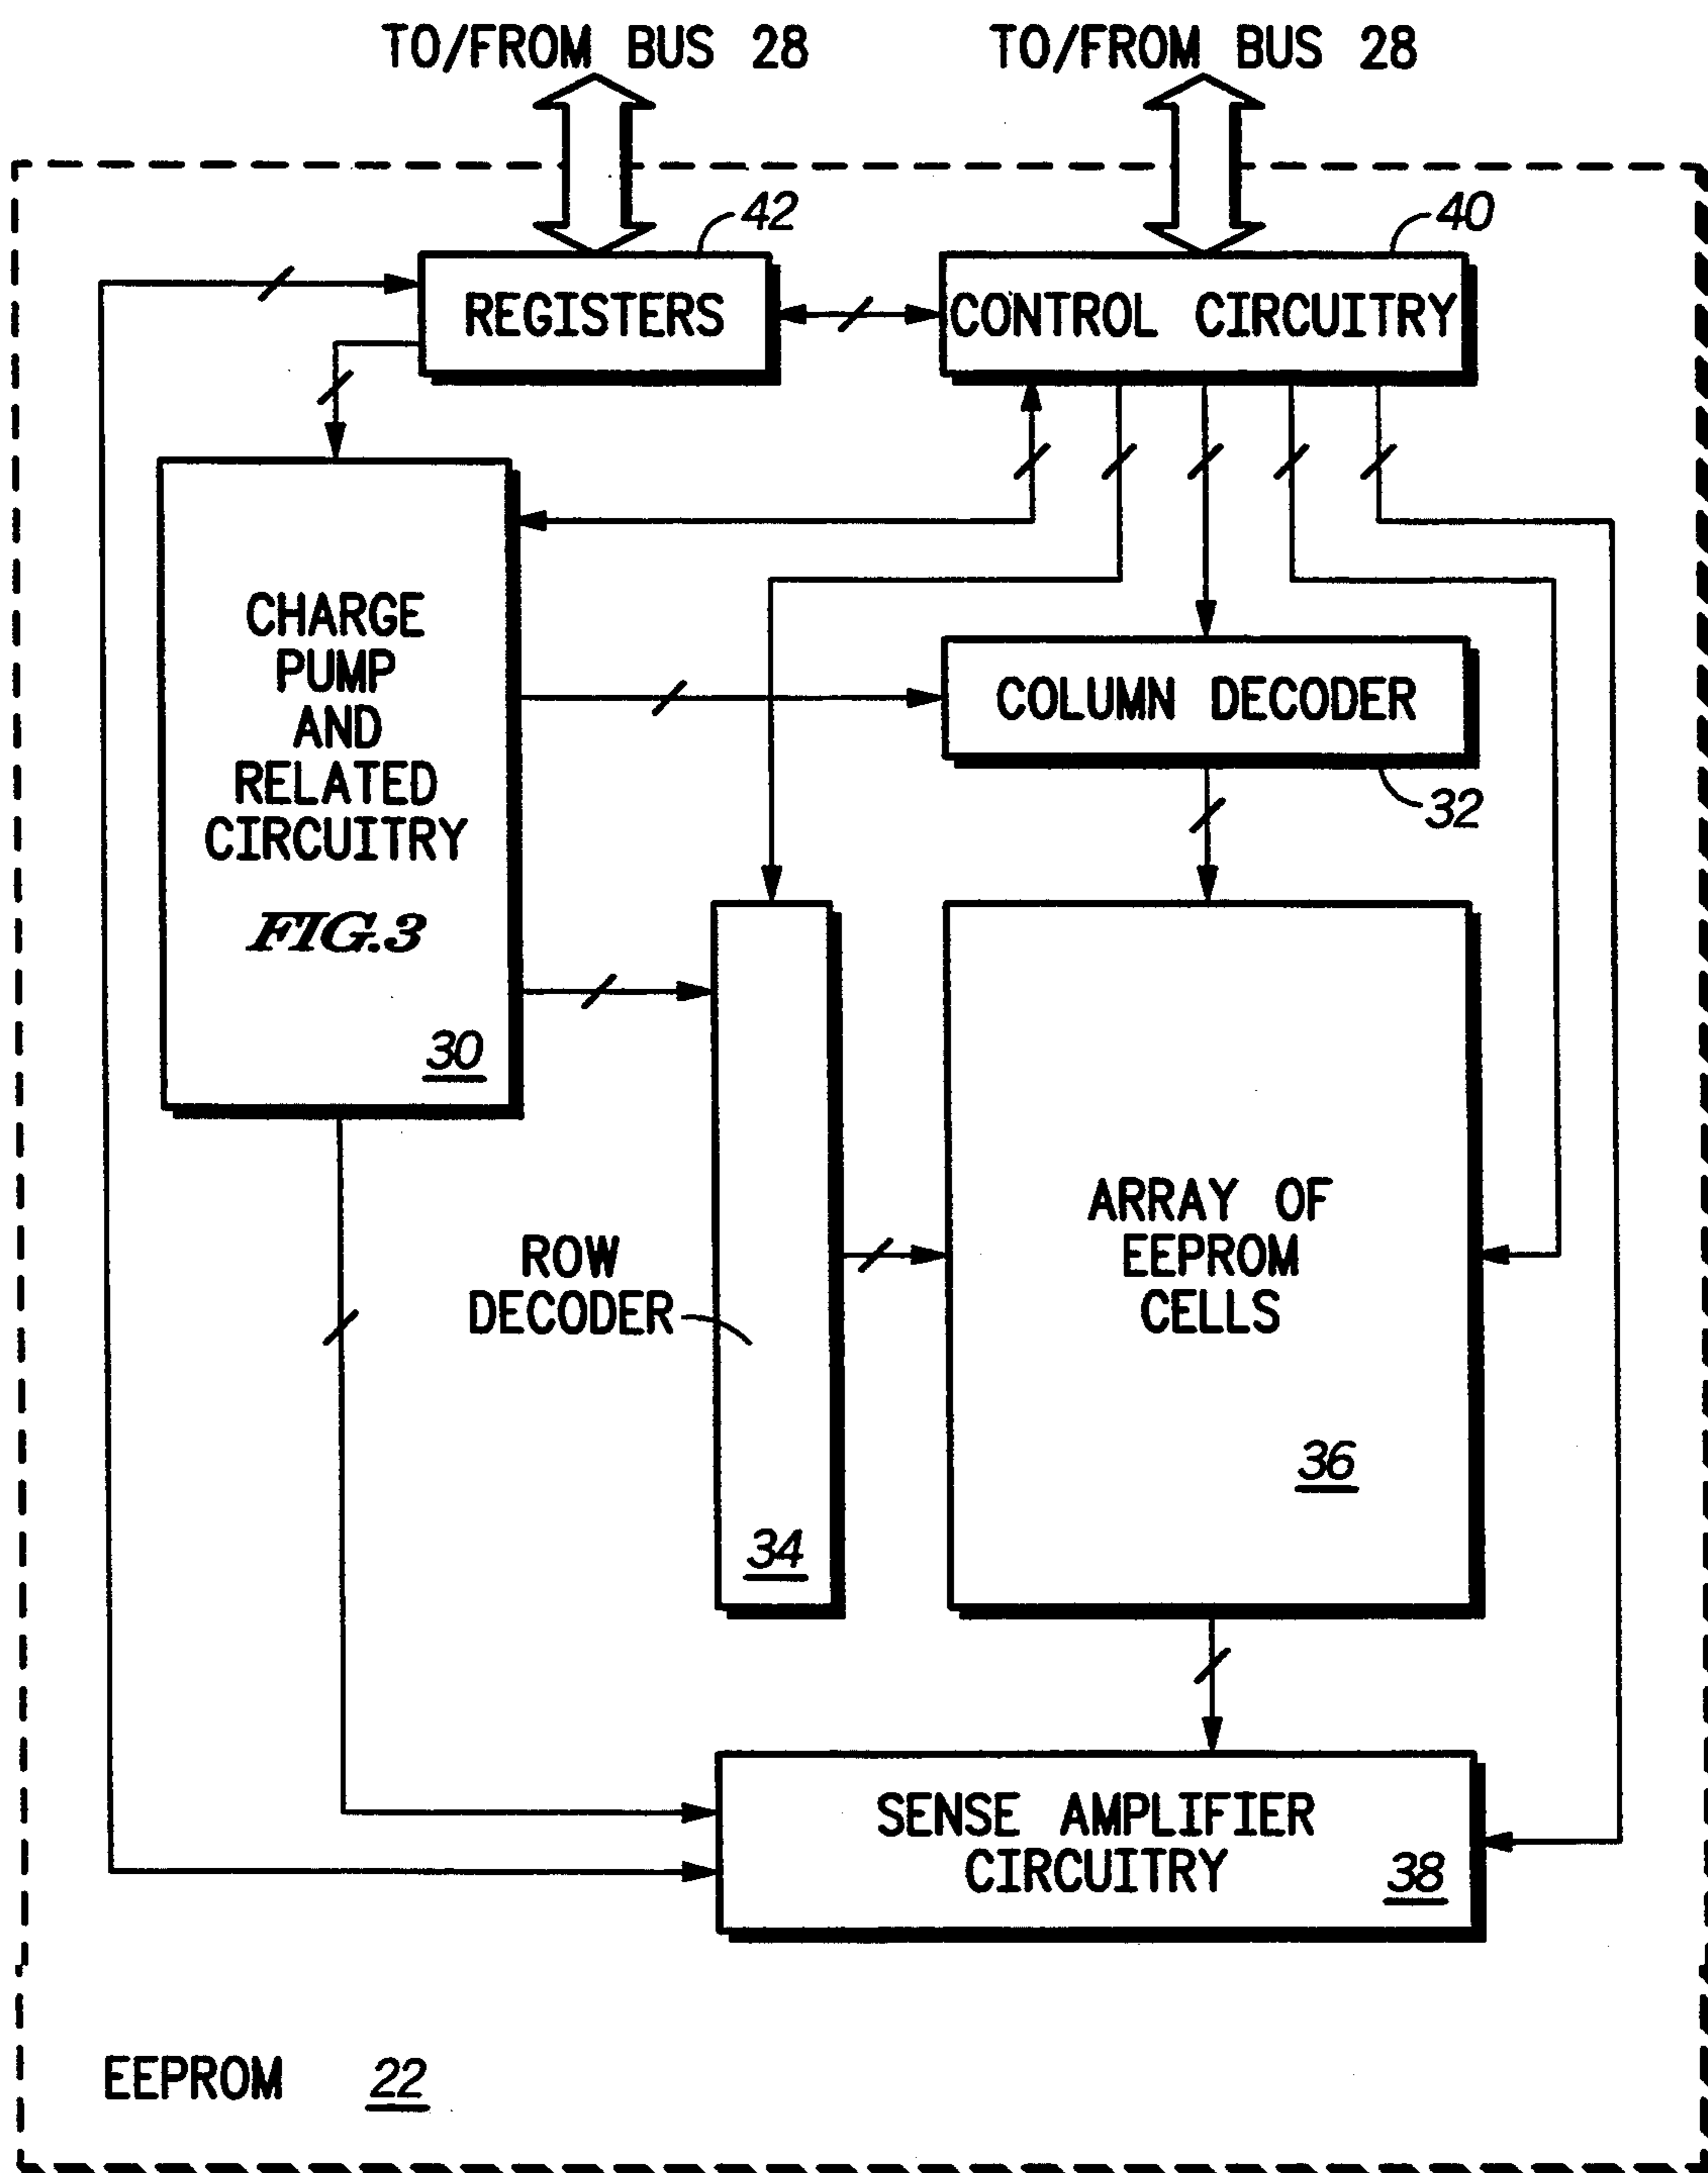 TO/FROM BUS 28
TO/FROM BUS 28
42
40
REGISTERS
CONTROL CIRCUITRY
CHARGE
PUMP
AND
RELATED
CIRCUITRY
FIG.3
30
COLUMN DECODER
32
ROW
DECODER
34
ARRAY OF
EEPROM
CELLS
36
SENSE AMPLIFIER
CIRCUITRY
38
EEPROM 22